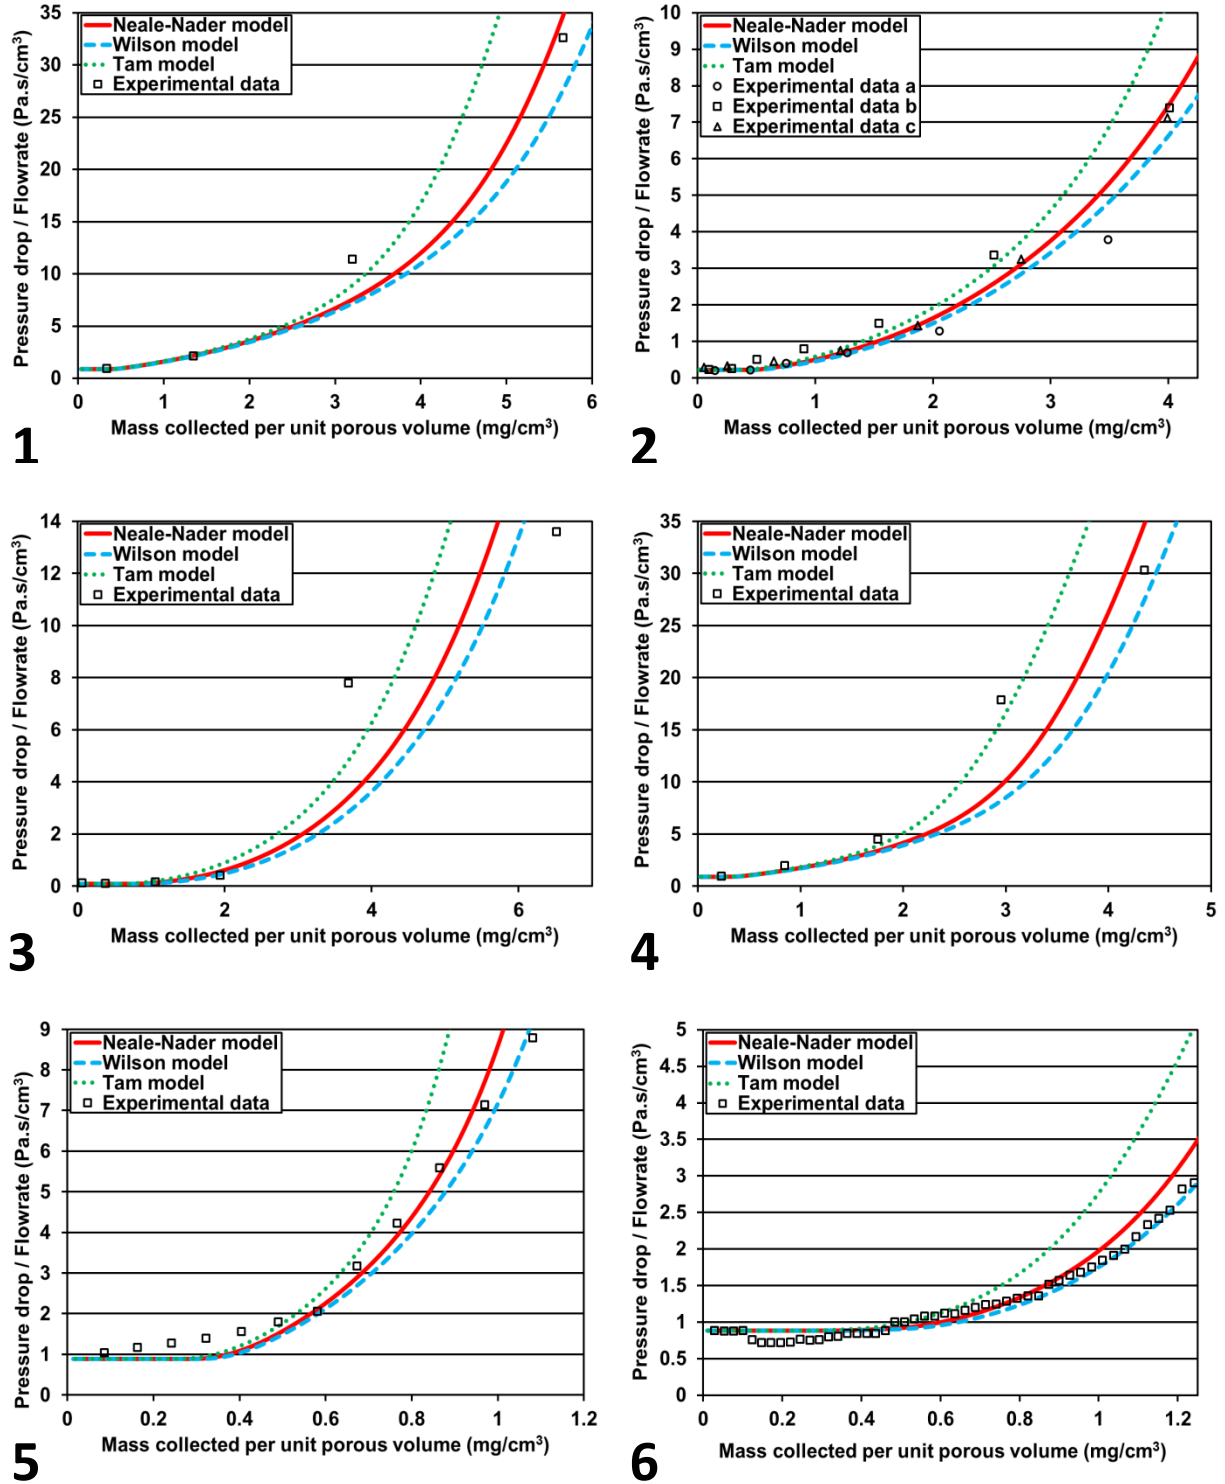 Pressure drop / Flowrate (Pa.s/cm³)
35
30
25
20
15
10
5
0
Neale-Nader model
Wilson model
Tam model
Experimental data
0 1 2 3 4 5 6
Mass collected per unit porous volume (mg/cm³)
1
Pressure drop / Flowrate (Pa.s/cm³)
10
9
8
7
6
5
4
3
2
1
0
Neale-Nader model
Wilson model
Tam model
Experimental data a
Experimental data b
Experimental data c
0 1 2 3 4
Mass collected per unit porous volume (mg/cm³)
2
Pressure drop / Flowrate (Pa.s/cm³)
14
12
10
8
6
4
2
0
Neale-Nader model
Wilson model
Tam model
Experimental data
0 2 4 6
Mass collected per unit porous volume (mg/cm³)
3
Pressure drop / Flowrate (Pa.s/cm³)
35
30
25
20
15
10
5
0
Neale-Nader model
Wilson model
Tam model
Experimental data
0 1 2 3 4 5
Mass collected per unit porous volume (mg/cm³)
4
Pressure drop / Flowrate (Pa.s/cm³)
9
8
7
6
5
4
3
2
1
0
Neale-Nader model
Wilson model
Tam model
Experimental data
0 0.2 0.4 0.6 0.8 1 1.2
Mass collected per unit porous volume (mg/cm³)
5
Pressure drop / Flowrate (Pa.s/cm³)
5
4.5
4
3.5
3
2.5
2
1.5
1
0.5
0
Neale-Nader model
Wilson model
Tam model
Experimental data
0 0.2 0.4 0.6 0.8 1 1.2
Mass collected per unit porous volume (mg/cm³)
6